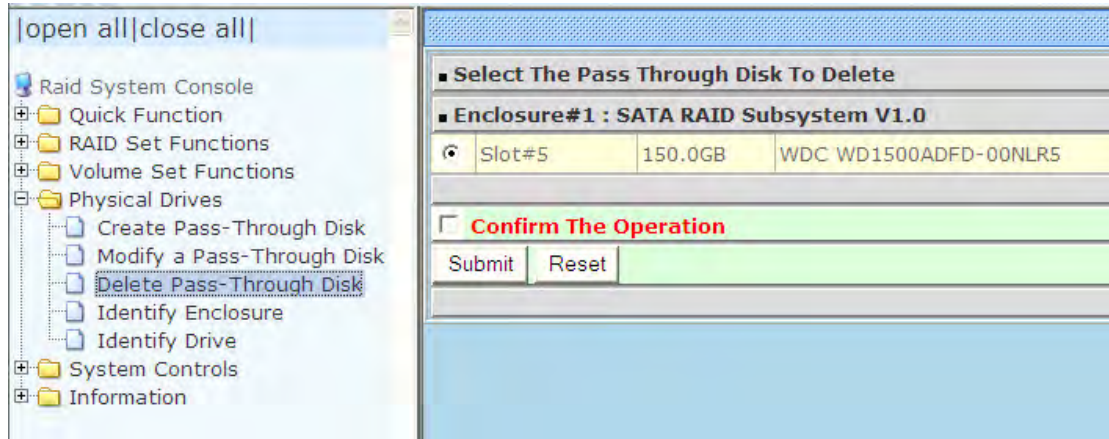 |open all|close all|
Raid System Console
Quick Function
RAID Set Functions
Volume Set Functions
Physical Drives
Create Pass-Through Disk
Modify a Pass-Through Disk
Delete Pass-Through Disk
Identify Enclosure
Identify Drive
System Controls
Information
Select The Pass Through Disk To Delete
Enclosure#1 : SATA RAID Subsystem V1.0
Slot#5 150.0GB WDC WD1500ADFD-00NLR5
Confirm The Operation
Submit Reset